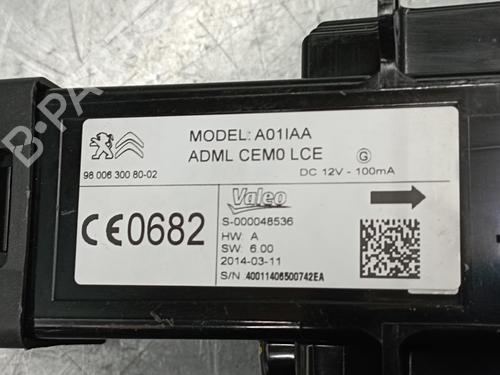 MODEL: A01IAA
ADML CEM0 LCE
G
98 006 300 80-02
DC 12V - 100mA
CE0682
Valeo
S-000048536
HW: A
SW: 6.00
2014-03-11
S/N: 40011406500742EA